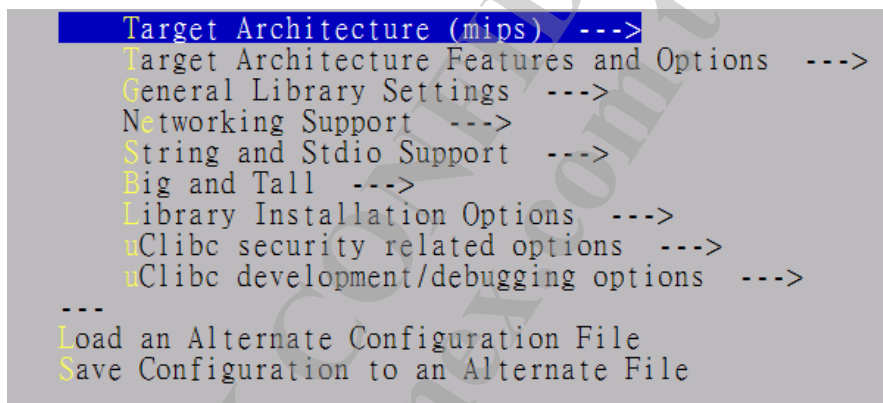 Target Architecture (mips) --->
Target Architecture Features and Options --->
General Library Settings --->
Networking Support --->
String and Stdio Support --->
Big and Tall --->
Library Installation Options --->
uClibc security related options --->
uClibc development/debugging options --->
---
Load an Alternate Configuration File
Save Configuration to an Alternate File